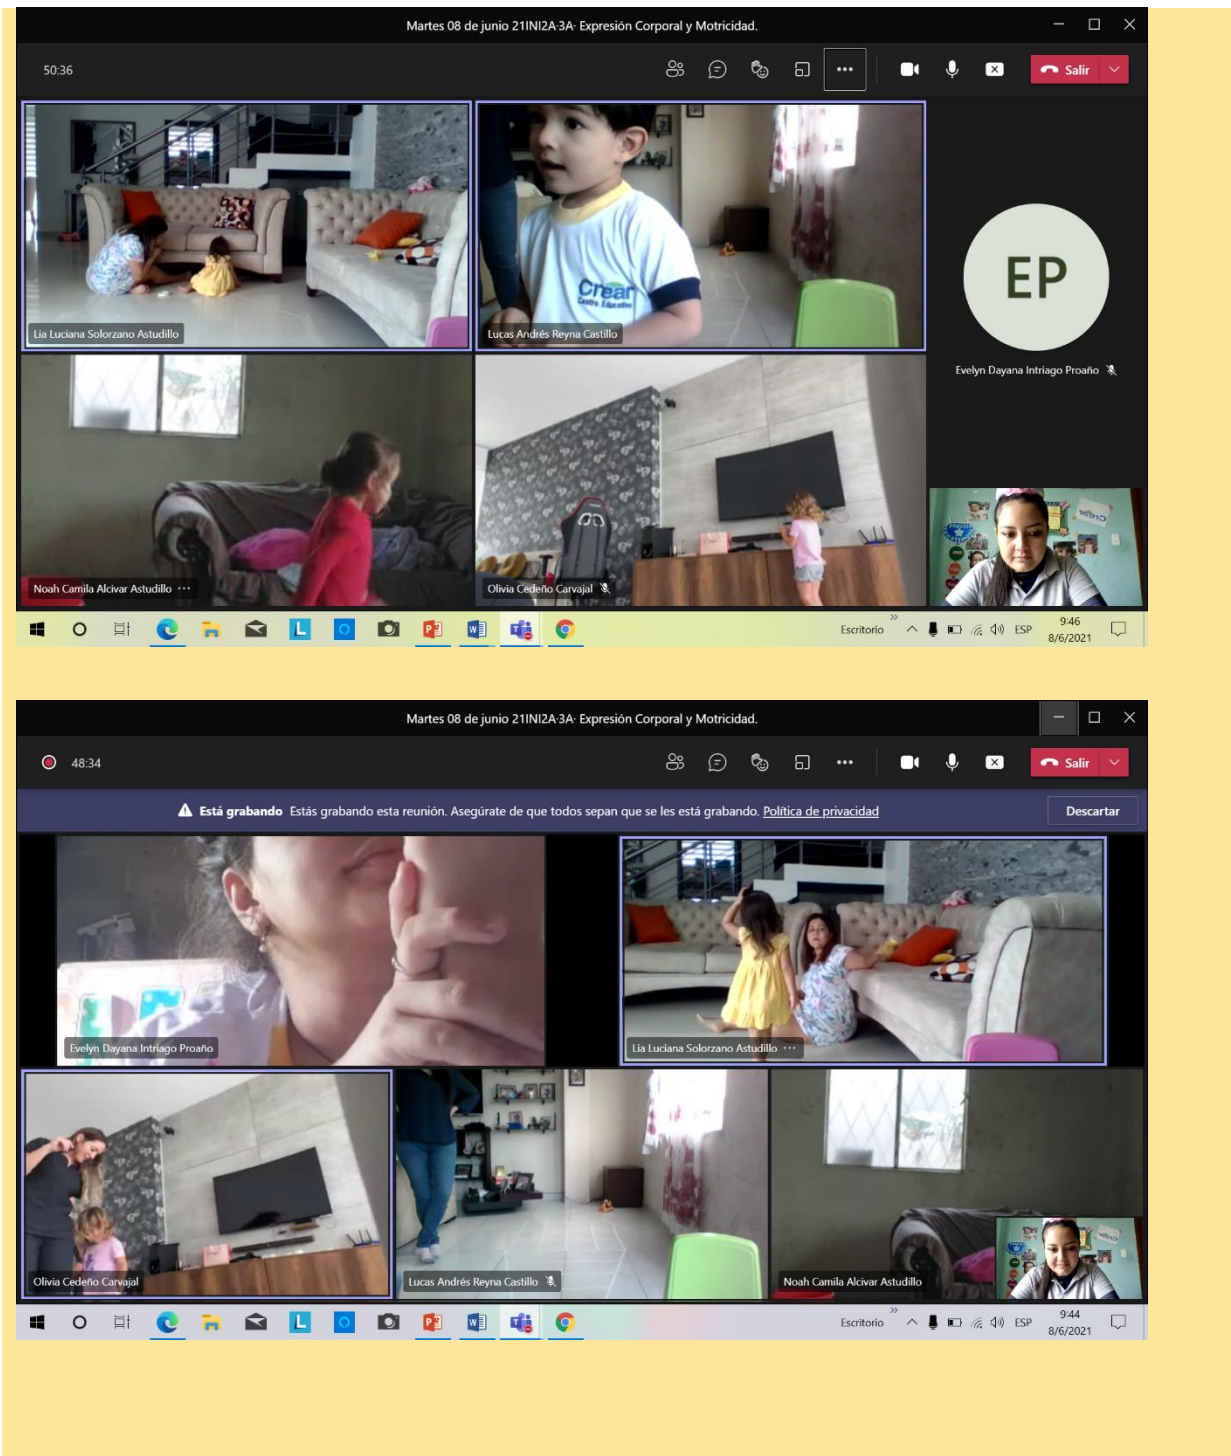 Martes 08 de junio 21INI2A-3A- Expresión Corporal y Motricidad.
50:36
Salir
Lia Luciana Solorzano Astudillo
Crear
Centro Educativo
Lucas Andrés Reyna Castillo
EP
Evelyn Dayana Intriago Proaño
Noah Camila Alcivar Astudillo ···
Olivia Cedeño Carvajal
Escritorio
ESP
9:46
8/6/2021
Martes 08 de junio 21INI2A-3A- Expresión Corporal y Motricidad.
48:34
Salir
Está grabando Estás grabando esta reunión. Asegúrate de que todos sepan que se les está grabando. Política de privacidad
Descartar
Evelyn Dayana Intriago Proaño
Lia Luciana Solorzano Astudillo ···
Olivia Cedeño Carvajal
Lucas Andrés Reyna Castillo
Noah Camila Alcivar Astudillo
Escritorio
ESP
9:44
8/6/2021